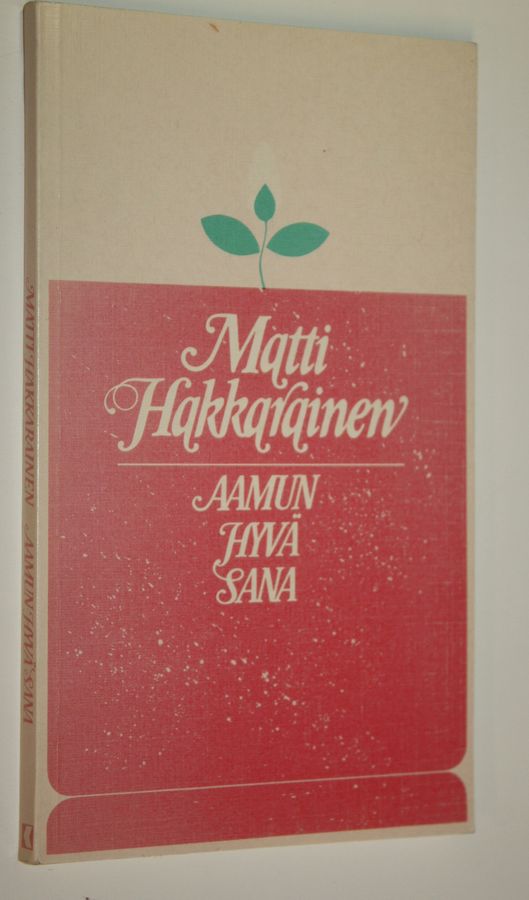 Matti
Hakkarainen
AAMUN
HYVÄ
SANA
MATTI HAKKARAINEN AAMUN HYVÄ SANA